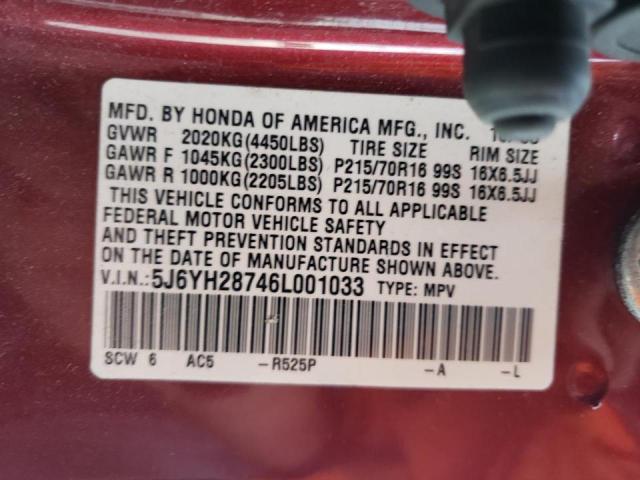 MFD. BY HONDA OF AMERICA MFG., INC.
GVWR 2020KG(4450LBS) TIRE SIZE RIM SIZE
GAWR F 1045KG(2300LBS) P215/70R16 99S 16X6.5JJ
GAWR R 1000KG(2205LBS) P215/70R16 99S 16X6.5JJ
THIS VEHICLE CONFORMS TO ALL APPLICABLE
FEDERAL MOTOR VEHICLE SAFETY
AND THEFT PREVENTION STANDARDS IN EFFECT
ON THE DATE OF MANUFACTURE SHOWN ABOVE.
V.I.N.: 5J6YH28746L001033 TYPE: MPV
SCW 6 AC5 -R525P -A -L